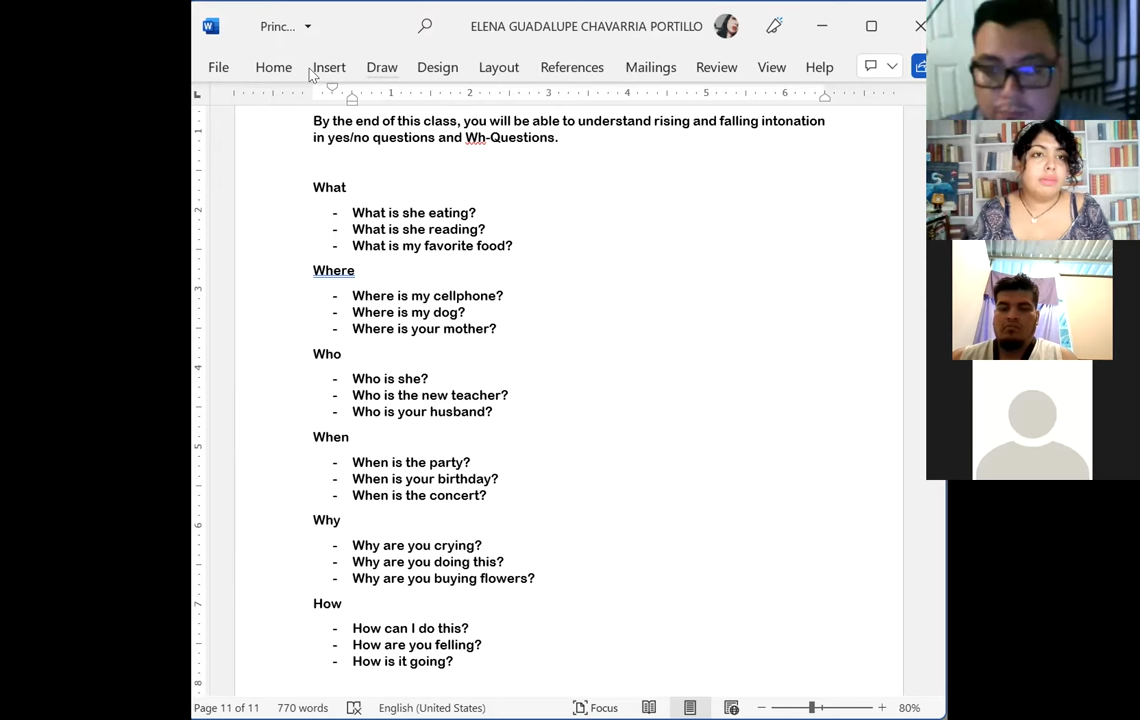 Princ...
ELENA GUADALUPE CHAVARRIA PORTILLO
File Home Insert Draw Design Layout References Mailings Review View Help
1 2 3 4 5 6
By the end of this class, you will be able to understand rising and falling intonation
in yes/no questions and Wh-Questions.
What
- What is she eating?
- What is she reading?
- What is my favorite food?
Where
- Where is my cellphone?
- Where is my dog?
- Where is your mother?
Who
- Who is she?
- Who is the new teacher?
- Who is your husband?
When
- When is the party?
- When is your birthday?
- When is the concert?
Why
- Why are you crying?
- Why are you doing this?
- Why are you buying flowers?
How
- How can I do this?
- How are you felling?
- How is it going?
Page 11 of 11 770 words English (United States) Focus 80%